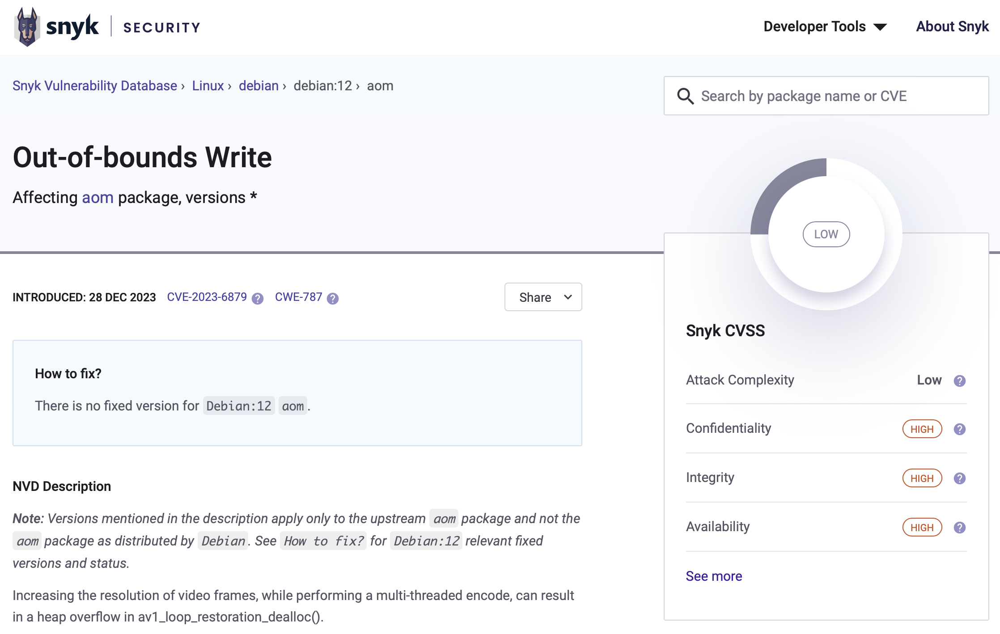 snyk | SECURITY
Developer Tools
About Snyk
Snyk Vulnerability Database › Linux › debian › debian:12 › aom
Search by package name or CVE
Out-of-bounds Write
Affecting aom package, versions *
LOW
INTRODUCED: 28 DEC 2023 CVE-2023-6879 ? CWE-787 ?
Share
How to fix?
There is no fixed version for Debian:12 aom.
NVD Description
Note: Versions mentioned in the description apply only to the upstream aom package and not the
aom package as distributed by Debian. See How to fix? for Debian:12 relevant fixed
versions and status.
Increasing the resolution of video frames, while performing a multi-threaded encode, can result
in a heap overflow in av1_loop_restoration_dealloc().
Snyk CVSS
Attack Complexity Low ?
Confidentiality HIGH ?
Integrity HIGH ?
Availability HIGH ?
See more